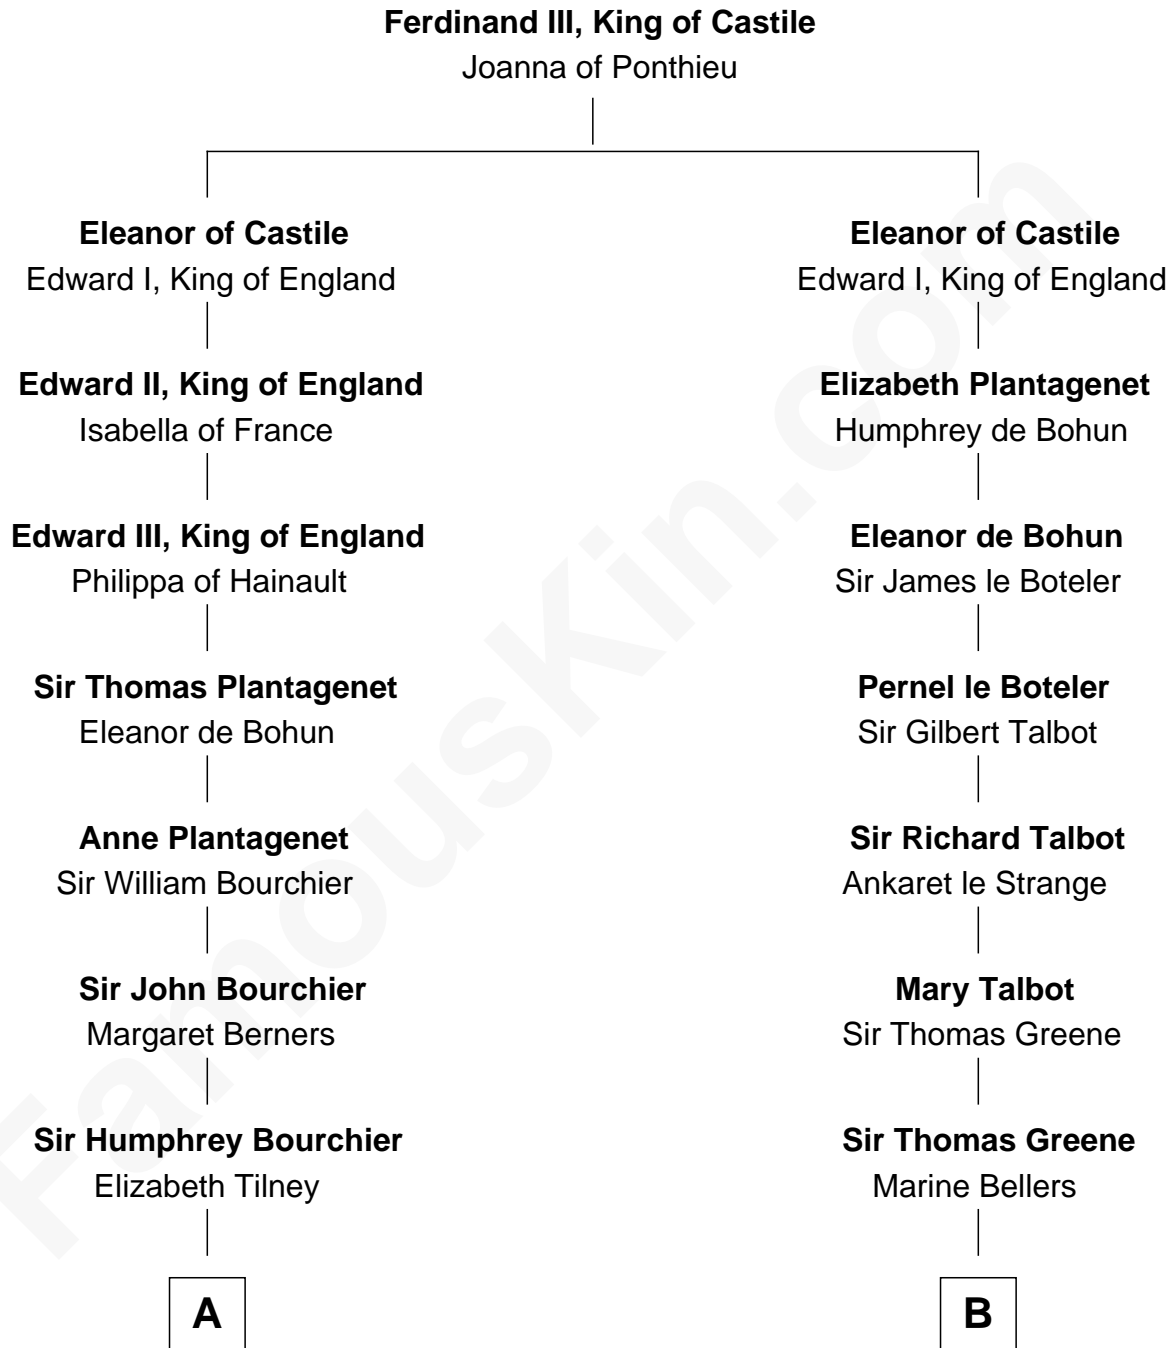 Ferdinand III, King of Castile
Joanna of Ponthieu
Eleanor of Castile
Edward I, King of England
Eleanor of Castile
Edward I, King of England
Edward II, King of England
Isabella of France
Elizabeth Plantagenet
Humphrey de Bohun
Edward III, King of England
Philippa of Hainault
Eleanor de Bohun
Sir James le Boteler
Sir Thomas Plantagenet
Eleanor de Bohun
Pernel le Boteler
Sir Gilbert Talbot
Anne Plantagenet
Sir William Bourchier
Sir Richard Talbot
Ankaret le Strange
Sir John Bourchier
Margaret Berners
Mary Talbot
Sir Thomas Greene
Sir Humphrey Bourchier
Elizabeth Tilney
Sir Thomas Greene
Marine Bellers
A
B
FamousKin.com